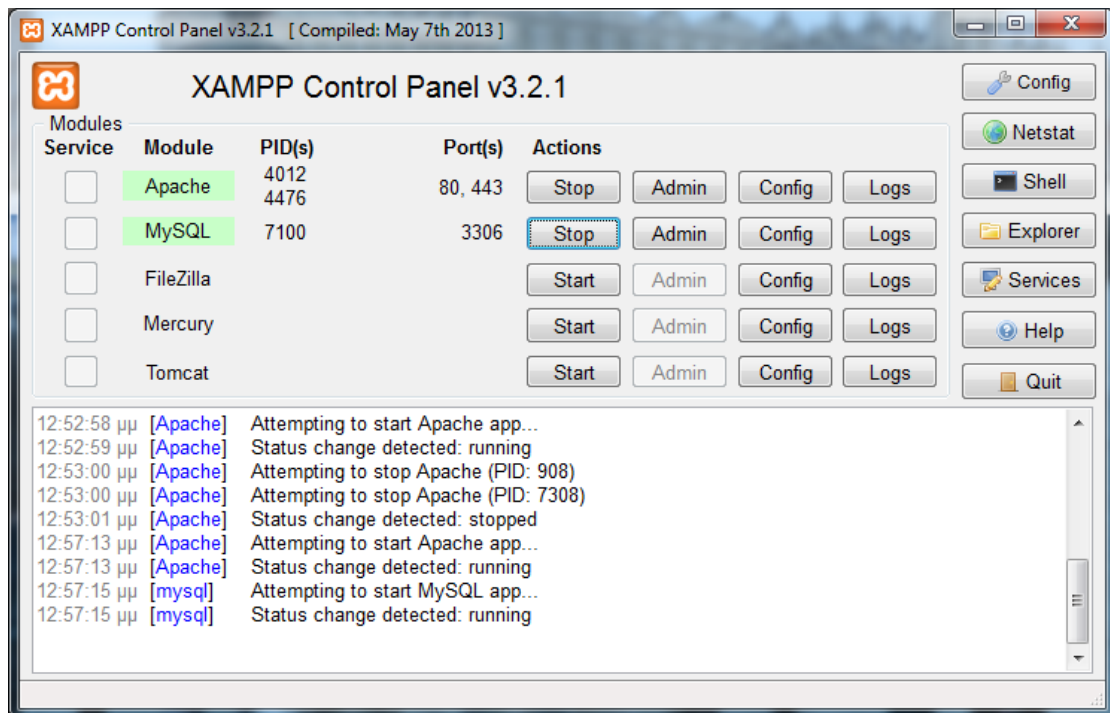 XAMPP Control Panel v3.2.1 [ Compiled: May 7th 2013 ]
XAMPP Control Panel v3.2.1
Config
Modules
Netstat
Service Module PID(s) Port(s) Actions
Apache 4012 4476 80, 443 Stop Admin Config Logs
Shell
MySQL 7100 3306 Stop Admin Config Logs
Explorer
FileZilla Start Admin Config Logs
Services
Mercury Start Admin Config Logs
Help
Tomcat Start Admin Config Logs
Quit
12:52:58 μμ [Apache] Attempting to start Apache app...
12:52:59 μμ [Apache] Status change detected: running
12:53:00 μμ [Apache] Attempting to stop Apache (PID: 908)
12:53:00 μμ [Apache] Attempting to stop Apache (PID: 7308)
12:53:01 μμ [Apache] Status change detected: stopped
12:57:13 μμ [Apache] Attempting to start Apache app...
12:57:13 μμ [Apache] Status change detected: running
12:57:15 μμ [mysql] Attempting to start MySQL app...
12:57:15 μμ [mysql] Status change detected: running